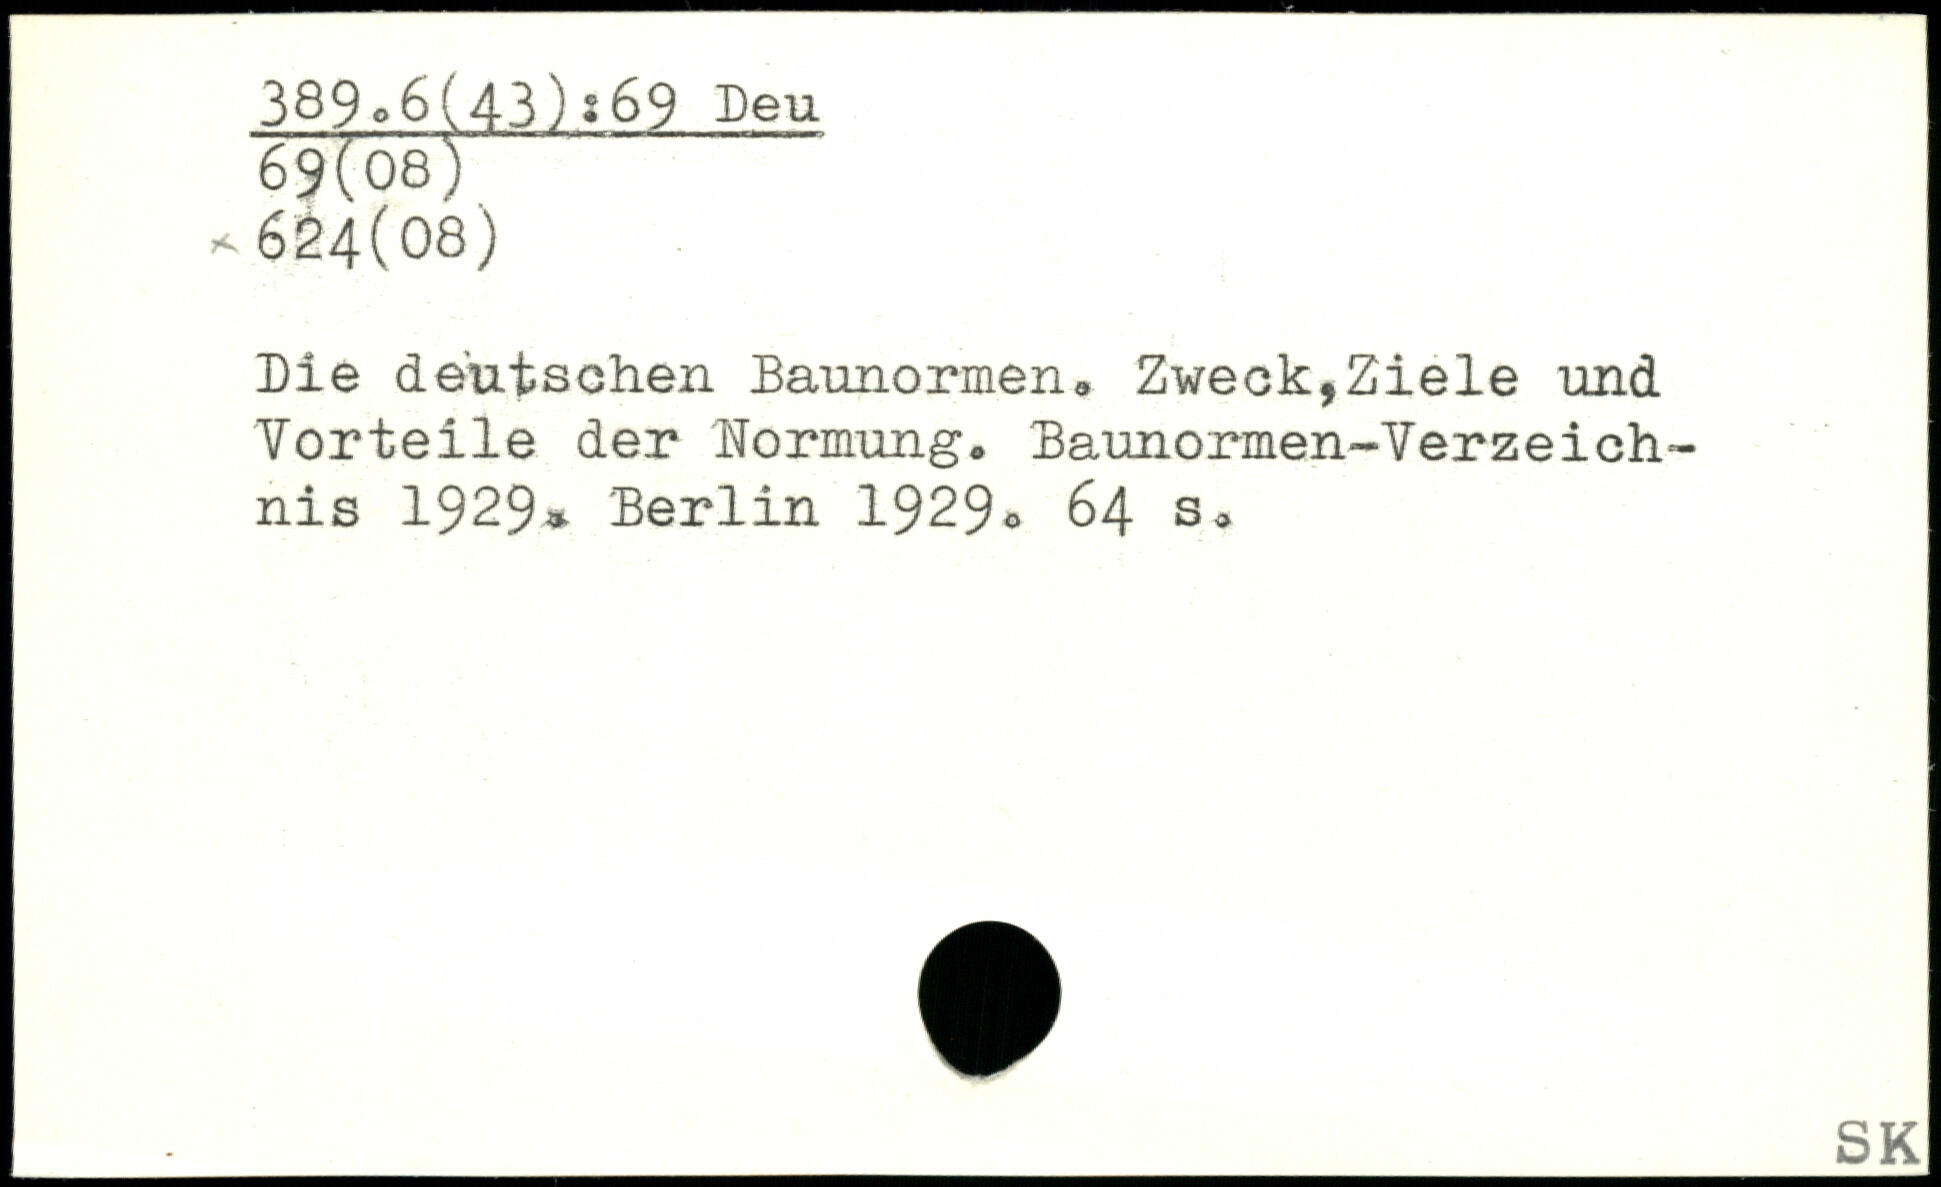 389.6(43):69 Deu
69(08)
x 624(08)
Die deutschen Baunormen. Zweck,Ziele und
Vorteile der Normung. Baunormen-Verzeich-
nis 1929. Berlin 1929. 64 s.
SK